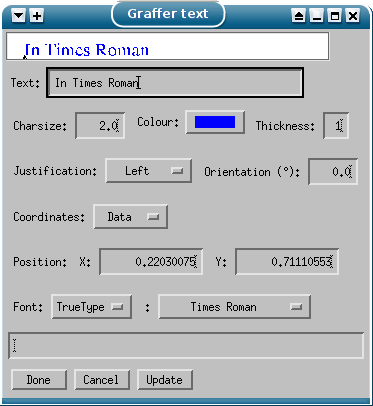 Graffer text
In Times Roman
Text: In Times Roman
Charsize: 2.0 Colour: Thickness: 1
Justification: Left Orientation (°): 0.0
Coordinates: Data
Position: X: 0.22030075 Y: 0.71110553
Font: TrueType : Times Roman
Done Cancel Update